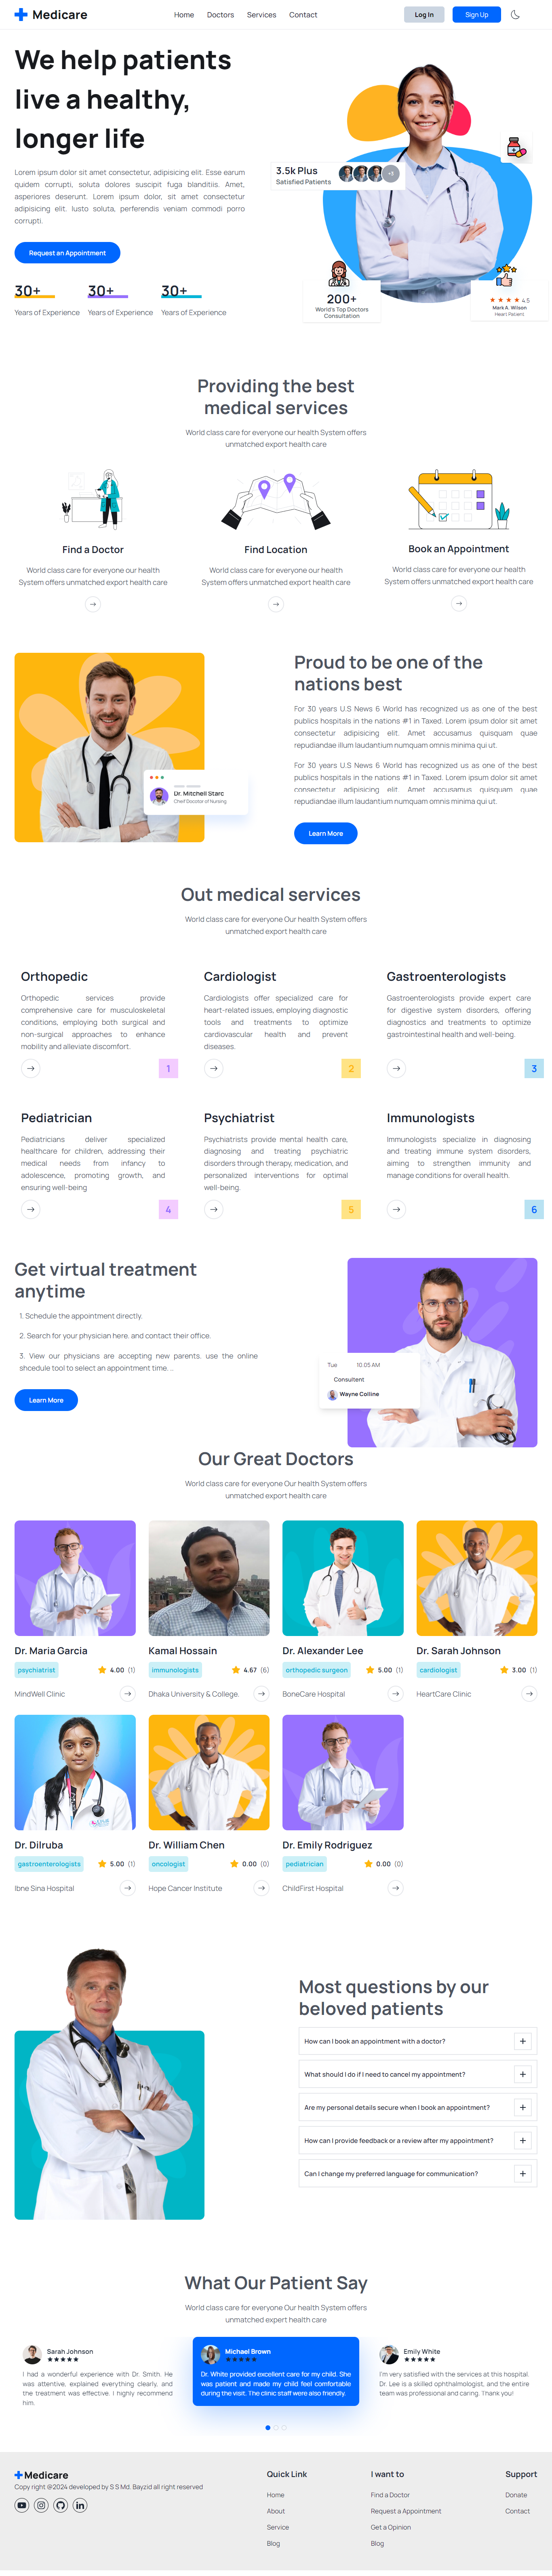 Medicare
Home Doctors Services Contact
Log In Sign Up
We help patients
live a healthy,
longer life
Lorem ipsum dolor sit amet consectetur, adipisicing elit. Esse earum
quidem corrupti, soluta dolores suscipit fuga blanditiis. Amet,
asperiores deserunt. Lorem ipsum dolor, sit amet consectetur
adipisicing elit. Iusto soluta, perferendis veniam commodi porro
corrupti.
Request an Appointment
30+ 30+ 30+
Years of Experience Years of Experience Years of Experience
3.5k Plus
Satisfied Patients
200+
World's Top Doctors
Consultation
4.5
Mark A. Wilson
Heart Patient
Providing the best
medical services
World class care for everyone our health System offers
unmatched export health care
Find a Doctor
World class care for everyone our health
System offers unmatched export health care
Find Location
World class care for everyone our health
System offers unmatched export health care
Book an Appointment
World class care for everyone our health
System offers unmatched export health care
Dr. Mitchell Starc
Cheif Docotor of Nursing
Proud to be one of the
nations best
For 30 years U.S News 6 World has recognized us as one of the best
publics hospitals in the nations #1 in Taxed. Lorem ipsum dolor sit amet
consectetur adipisicing elit. Amet accusamus quisquam quae
repudiandae illum laudantium numquam omnis minima qui ut.
For 30 years U.S News 6 World has recognized us as one of the best
publics hospitals in the nations #1 in Taxed. Lorem ipsum dolor sit amet
consectetur adipisicing elit. Amet accusamus quisquam quae
repudiandae illum laudantium numquam omnis minima qui ut.
Learn More
Out medical services
World class care for everyone Our health System offers
unmatched export health care
Orthopedic
Orthopedic services provide
comprehensive care for musculoskeletal
conditions, employing both surgical and
non-surgical approaches to enhance
mobility and alleviate discomfort.
1
Cardiologist
Cardiologists offer specialized care for
heart-related issues, employing diagnostic
tools and treatments to optimize
cardiovascular health and prevent
diseases.
2
Gastroenterologists
Gastroenterologists provide expert care
for digestive system disorders, offering
diagnostics and treatments to optimize
gastrointestinal health and well-being.
3
Pediatrician
Pediatricians deliver specialized
healthcare for children, addressing their
medical needs from infancy to
adolescence, promoting growth, and
ensuring well-being
4
Psychiatrist
Psychiatrists provide mental health care,
diagnosing and treating psychiatric
disorders through therapy, medication, and
personalized interventions for optimal
well-being.
5
Immunologists
Immunologists specialize in diagnosing
and treating immune system disorders,
aiming to strengthen immunity and
manage conditions for overall health.
6
Get virtual treatment
anytime
1. Schedule the appointment directly.
2. Search for your physician here. and contact their office.
3. View our physicians are accepting new parents. use the online
shcedule tool to select an appointment time. ..
Learn More
Tue 10.05 AM
Consultent
Wayne Colline
Our Great Doctors
World class care for everyone Our health System offers
unmatched export health care
Dr. Maria Garcia
psychiatrist 4.00 (1)
MindWell Clinic
Kamal Hossain
immunologists 4.67 (6)
Dhaka University & College.
Dr. Alexander Lee
orthopedic surgeon 5.00 (1)
BoneCare Hospital
Dr. Sarah Johnson
cardiologist 3.00 (1)
HeartCare Clinic
Dr. Dilruba
gastroenterologists 5.00 (1)
Ibne Sina Hospital
Dr. William Chen
oncologist 0.00 (0)
Hope Cancer Institute
Dr. Emily Rodriguez
pediatrician 0.00 (0)
ChildFirst Hospital
Most questions by our
beloved patients
How can I book an appointment with a doctor?
What should I do if I need to cancel my appointment?
Are my personal details secure when I book an appointment?
How can I provide feedback or a review after my appointment?
Can I change my preferred language for communication?
What Our Patient Say
World class care for everyone Our health System offers
unmatched expert health care
Sarah Johnson
I had a wonderful experience with Dr. Smith. He
was attentive, explained everything clearly, and
the treatment was effective. I highly recommend
him.
Michael Brown
Dr. White provided excellent care for my child. She
was patient and made my child feel comfortable
during the visit. The clinic staff were also friendly.
Emily White
I'm very satisfied with the services at this hospital.
Dr. Lee is a skilled ophthalmologist, and the entire
team was professional and caring. Thank you!
Medicare
Copy right @2024 developed by S S Md. Bayzid all right reserved
Quick Link
Home
About
Service
Blog
I want to
Find a Doctor
Request a Appointment
Get a Opinion
Blog
Support
Donate
Contact